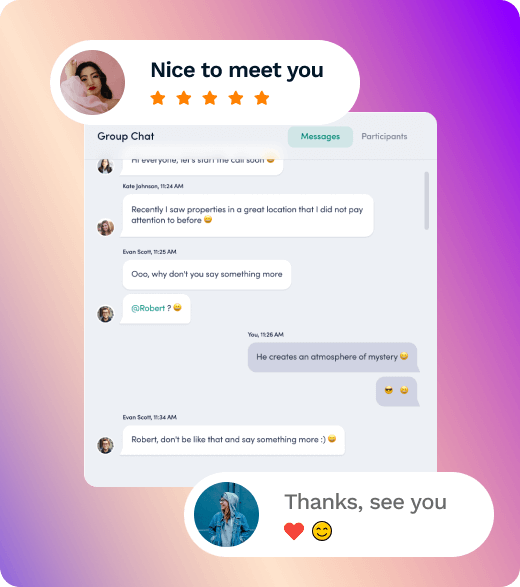 Nice to meet you
Group Chat
Messages
Participants
Hi everyone, let's start the call soon 😄
Kate Johnson, 11:24 AM
Recently I saw properties in a great location that I did not pay
attention to before 😄
Evan Scott, 11:25 AM
Ooo, why don't you say something more
@Robert ? 😄
You, 11:26 AM
He creates an atmosphere of mystery 😄
😎 😄
Evan Scott, 11:34 AM
Robert, don't be like that and say something more :) 😄
Thanks, see you
❤️ 😊